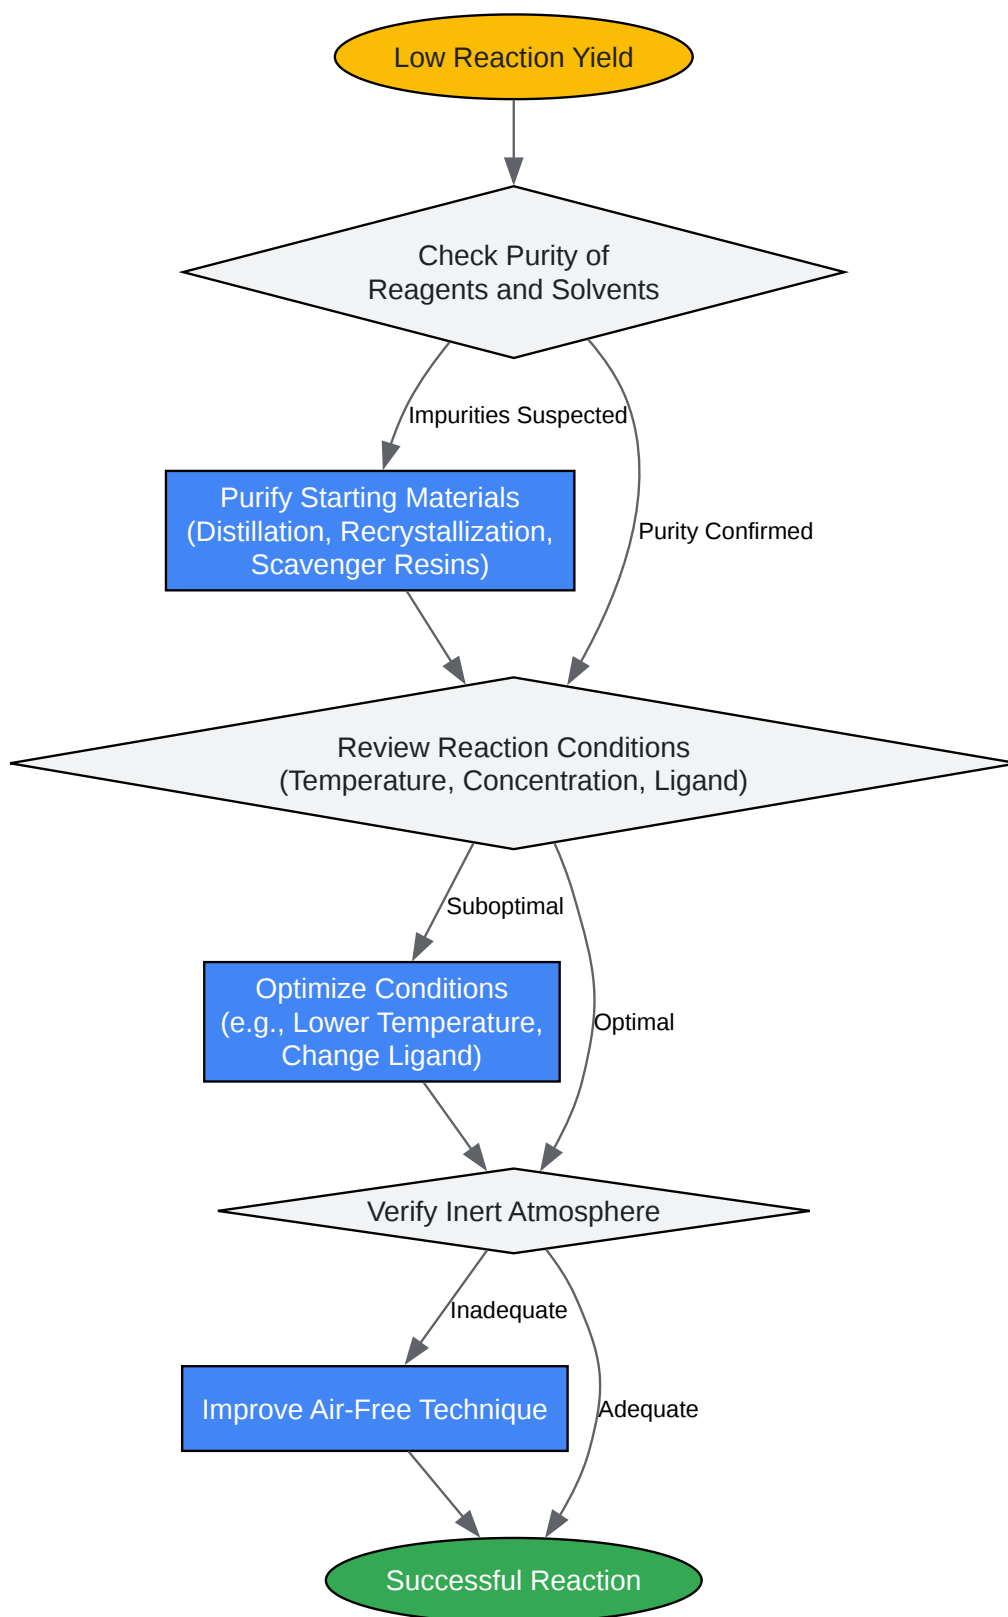 Low Reaction Yield
Check Purity of
Reagents and Solvents
Impurities Suspected
Purify Starting Materials
(Distillation, Recrystallization,
Scavenger Resins)
Purity Confirmed
Review Reaction Conditions
(Temperature, Concentration, Ligand)
Suboptimal
Optimize Conditions
(e.g., Lower Temperature,
Change Ligand)
Optimal
Verify Inert Atmosphere
Inadequate
Improve Air-Free Technique
Adequate
Successful Reaction